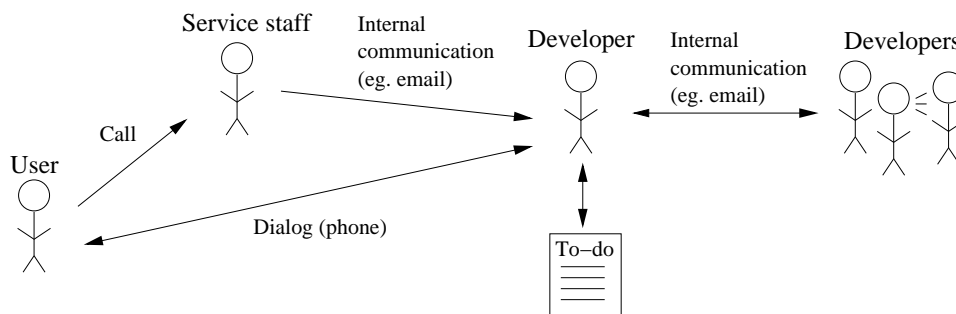 Service staff
Internal
communication
(eg. email)
Developer
Internal
communication
(eg. email)
Developers
Call
User
Dialog (phone)
To−do